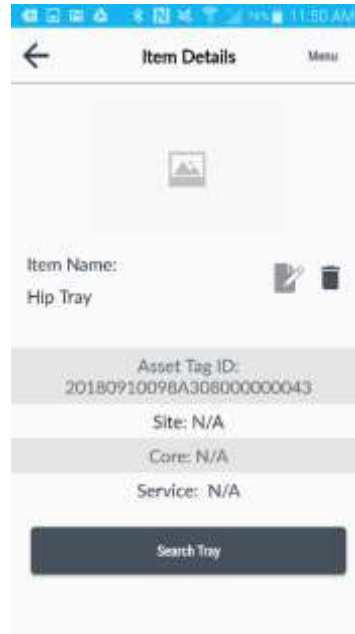 11:50 AM
Item Details
Menu
Item Name:
Hip Tray
Asset Tag ID:
20180910098A308000000043
Site: N/A
Core: N/A
Service: N/A
Search Tray